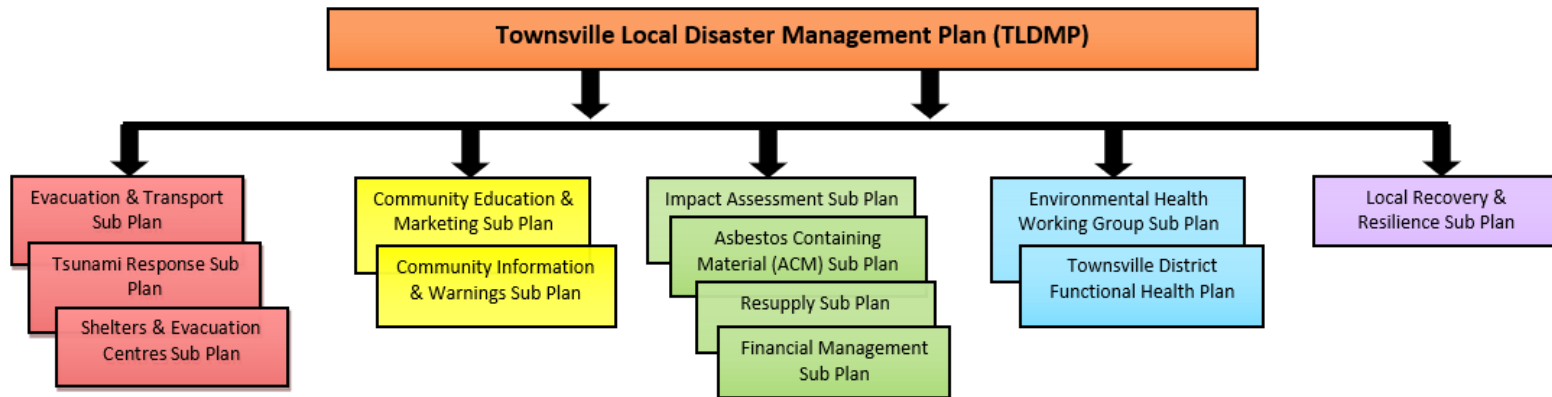 Townsville Local Disaster Management Plan (TLDMP)
Evacuation & Transport
Sub Plan
Tsunami Response Sub
Plan
Shelters & Evacuation
Centres Sub Plan
Community Education &
Marketing Sub Plan
Community Information
& Warnings Sub Plan
Impact Assessment Sub Plan
Asbestos Containing
Material (ACM) Sub Plan
Resupply Sub Plan
Financial Management
Sub Plan
Environmental Health
Working Group Sub Plan
Townsville District
Functional Health Plan
Local Recovery &
Resilience Sub Plan